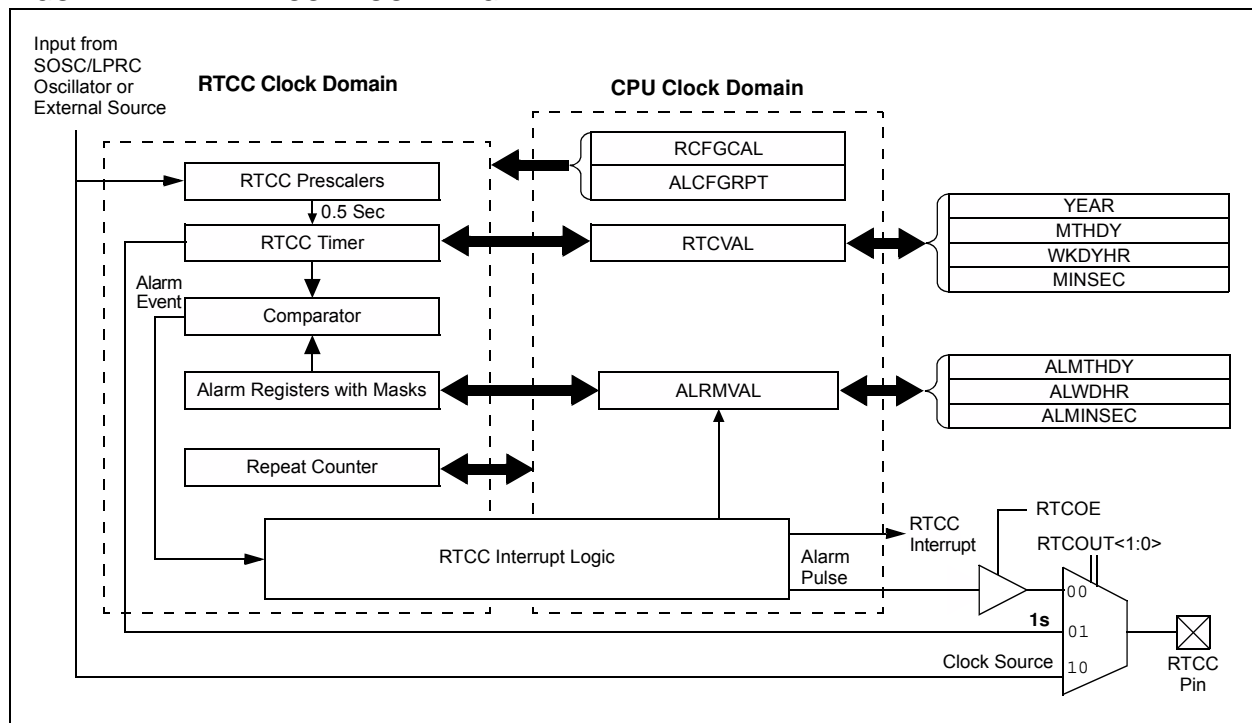 Input from
SOSC/LPRC
Oscillator or
External Source
RTCC Clock Domain
CPU Clock Domain
RCFGCAL
ALCFGRPT
RTCC Prescalers
0.5 Sec
RTCC Timer
RTCVAL
YEAR
MTHDY
WKDYHR
MINSEC
Alarm
Event
Comparator
Alarm Registers with Masks
ALRMVAL
ALMTHDY
ALWDHR
ALMINSEC
Repeat Counter
RTCC Interrupt Logic
RTCC
Interrupt
Alarm
Pulse
RTCOE
RTCOUT<1:0>
00
1s
01
Clock Source
10
RTCC
Pin